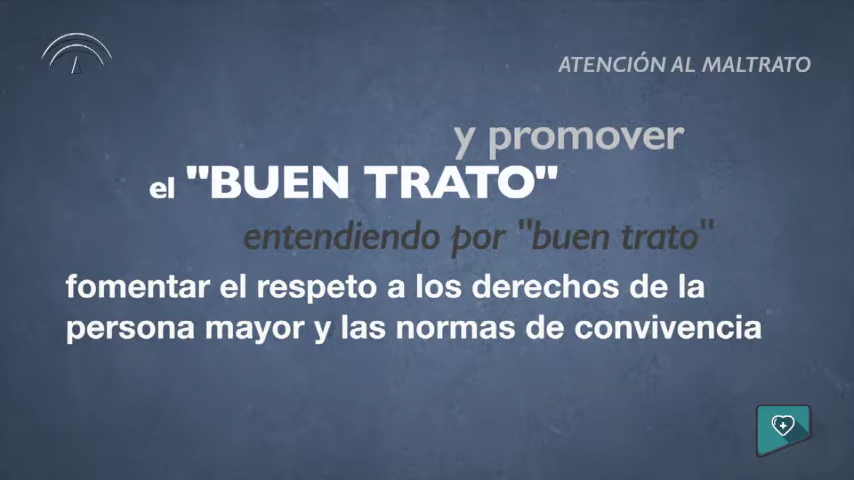 ATENCIÓN AL MALTRATO
y promover
el "BUEN TRATO"
entendiendo por "buen trato"
fomentar el respeto a los derechos de la
persona mayor y las normas de convivencia